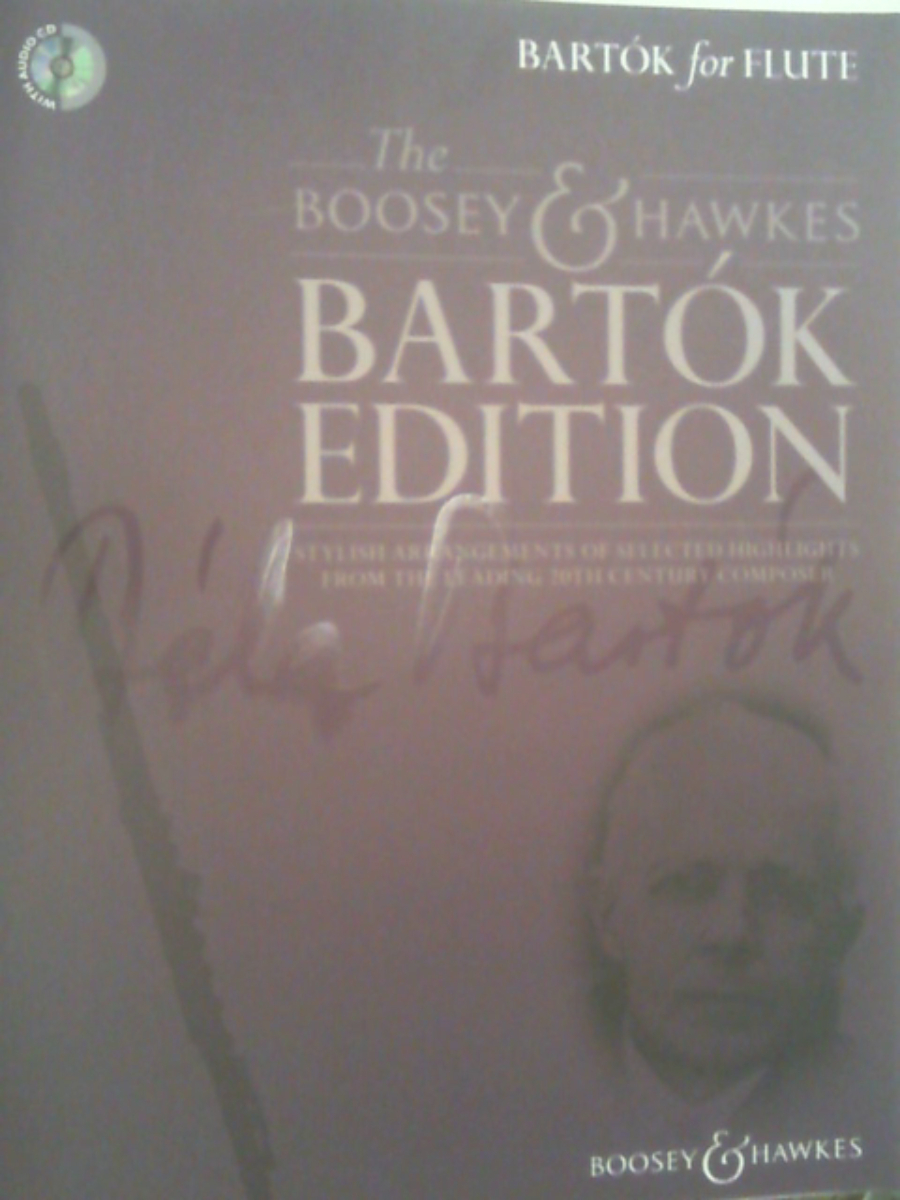 WITH AUDIO CD
BARTÓK for FLUTE
The
BOOSEY & HAWKES
BARTÓK
EDITION
STYLISH ARRANGEMENTS OF SELECTED HIGHLIGHTS
FROM THE LEADING 20TH CENTURY COMPOSER
Béla Bartók
BOOSEY & HAWKES